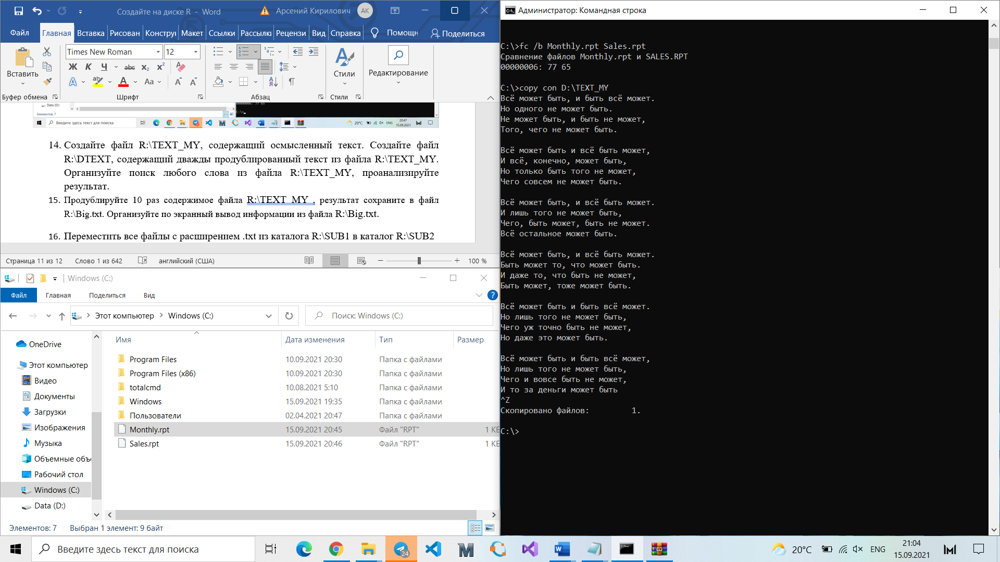 Создайте на диске R - Word
Арсений Кирилович
АК
Файл
Главная
Вставка
Рисован
Конструк
Макет
Ссылки
Рассылкі
Рецензи
Вид
Справка
Помощн
Поделиться
Вставить
Times New Roman
12
Ж К Ч abc x₂ x²
A A Aa A A
Стили
Редактирование
Буфер обмена
Шрифт
Абзац
Стили
Data (D:)
Элементов: 7
00000006: 77 65
C:\>_
Введите здесь текст для поиска
20°C
ENG
20:47
15.09.2021
14. Создайте файл R:\TEXT_MY, содержащий осмысленный текст. Создайте файл
R:\DTEXT, содержащий дважды продублированный текст из файла R:\TEXT_MY.
Организуйте поиск любого слова из файла R:\TEXT_MY, проанализируйте
результат.
15. Продублируйте 10 раз содержимое файла R:\TEXT_MY , результат сохраните в файл
R:\Big.txt. Организуйте по экранный вывод информации из файла R:\Big.txt.
16. Переместить все файлы с расширением .txt из каталога R:\SUB1 в каталог R:\SUB2
Страница 11 из 12
Слово 1 из 642
английский (США)
100 %
Windows (C:)
Файл
Главная
Поделиться
Вид
Этот компьютер
Windows (C:)
Поиск: Windows (C:)
OneDrive
Этот компьютер
Видео
Документы
Загрузки
Изображения
Музыка
Объемные объ
Рабочий стол
Windows (C:)
Data (D:)
Имя Дата изменения Тип Размер
Program Files 10.09.2021 20:30 Папка с файлами
Program Files (x86) 10.09.2021 20:30 Папка с файлами
totalcmd 10.08.2021 5:10 Папка с файлами
Windows 15.09.2021 19:35 Папка с файлами
Пользователи 02.04.2021 20:47 Папка с файлами
Monthly.rpt 15.09.2021 20:45 Файл "RPT" 1 КБ
Sales.rpt 15.09.2021 20:46 Файл "RPT" 1 КБ
Элементов: 7
Выбран 1 элемент: 9 байт
Администратор: Командная строка
C:\>fc /b Monthly.rpt Sales.rpt
Сравнение файлов Monthly.rpt и SALES.RPT
00000006: 77 65
C:\>copy con D:\TEXT_MY
Всё может быть, и быть всё может.
Но одного не может быть.
Не может быть, и быть не может,
Того, чего не может быть.
Всё может быть и всё быть может,
И всё, конечно, может быть,
Но только быть того не может,
Чего совсем не может быть.
Всё может быть, и всё быть может.
И лишь того не может быть,
Чего, быть может, быть не может.
Всё остальное может быть.
Всё может быть, и всё быть может.
Быть может то, что может быть.
И даже то, что быть не может,
Быть может, тоже может быть.
Всё может быть и быть всё может.
Но лишь того не может быть,
Чего уж точно быть не может,
Но даже это может быть.
Всё может быть и быть всё может,
Но лишь того не может быть,
Чего и вовсе быть не может,
И то за деньги может быть
^Z
Скопировано файлов: 1.
C:\>
Введите здесь текст для поиска
24
20°C
ENG
21:04
15.09.2021